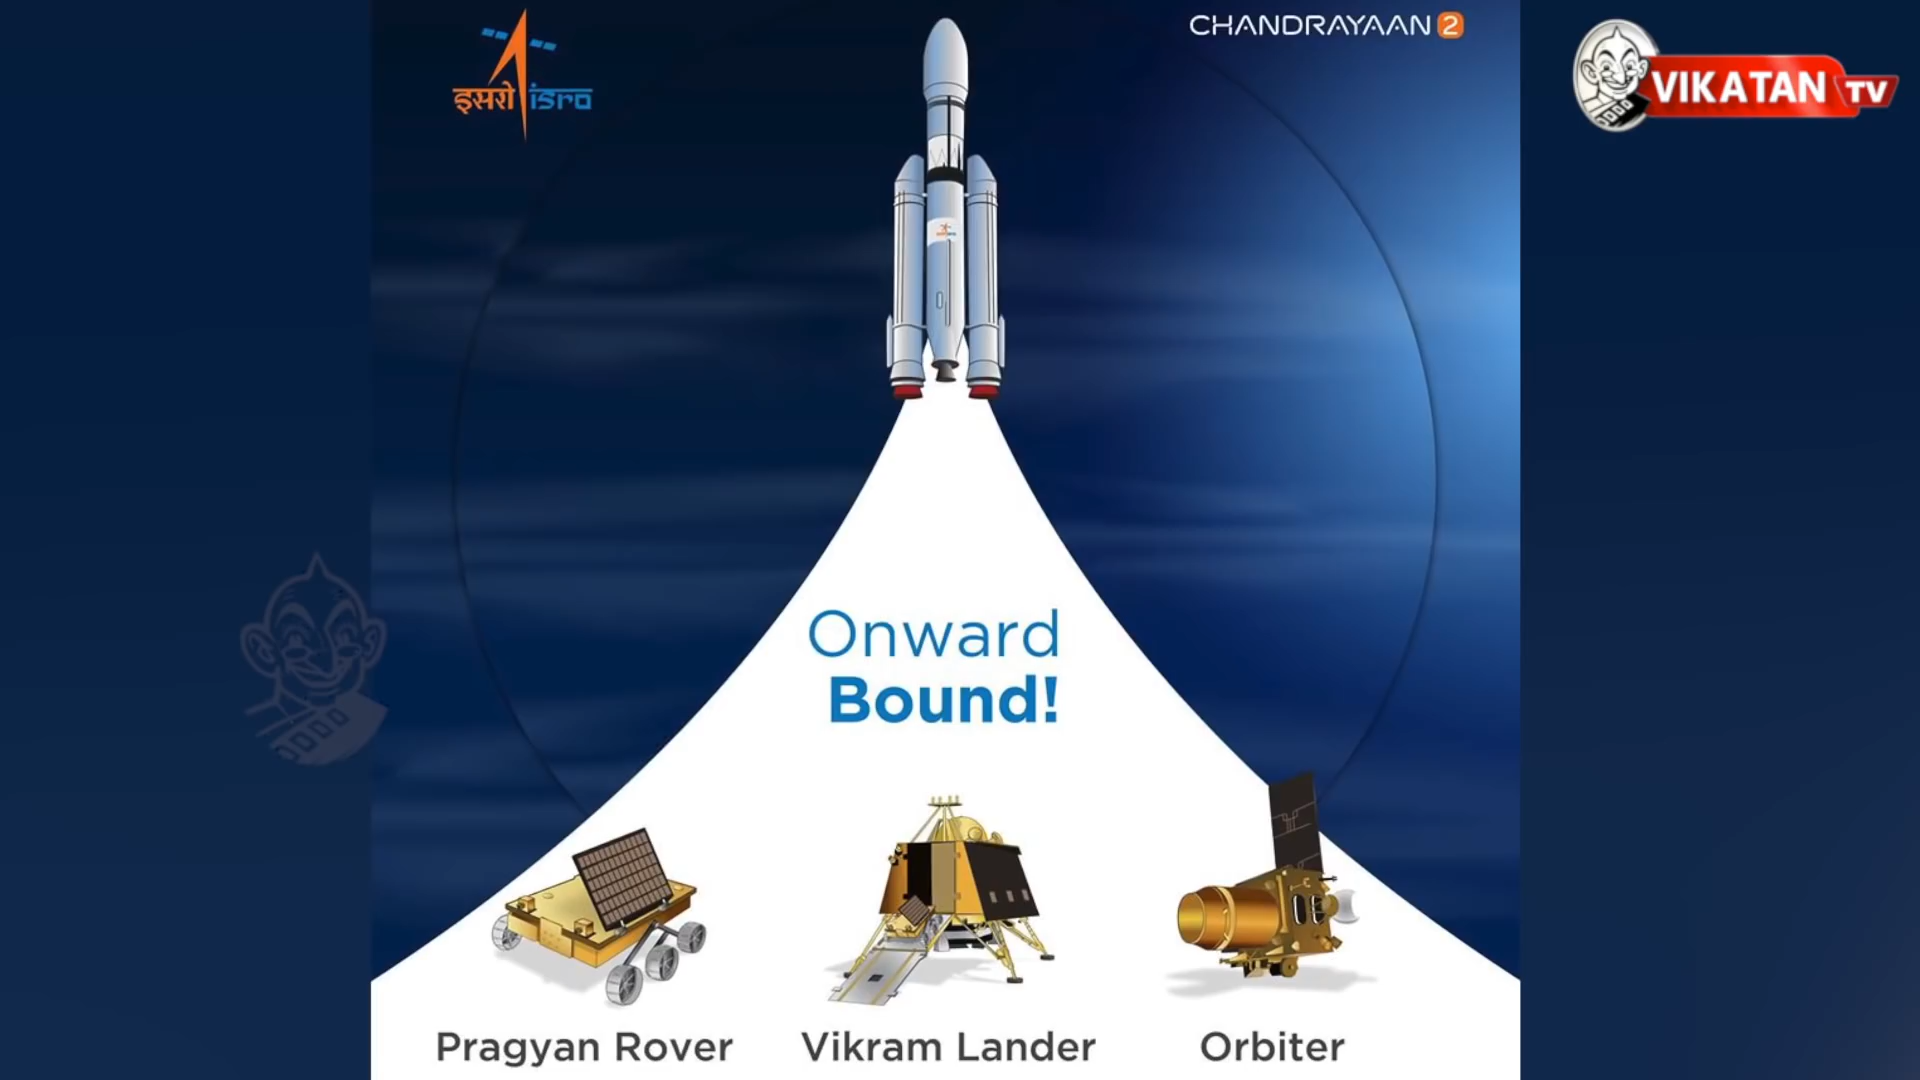 इसरो isro
CHANDRAYAAN 2
VIKATAN TV
Onward
Bound!
Pragyan Rover
Vikram Lander
Orbiter